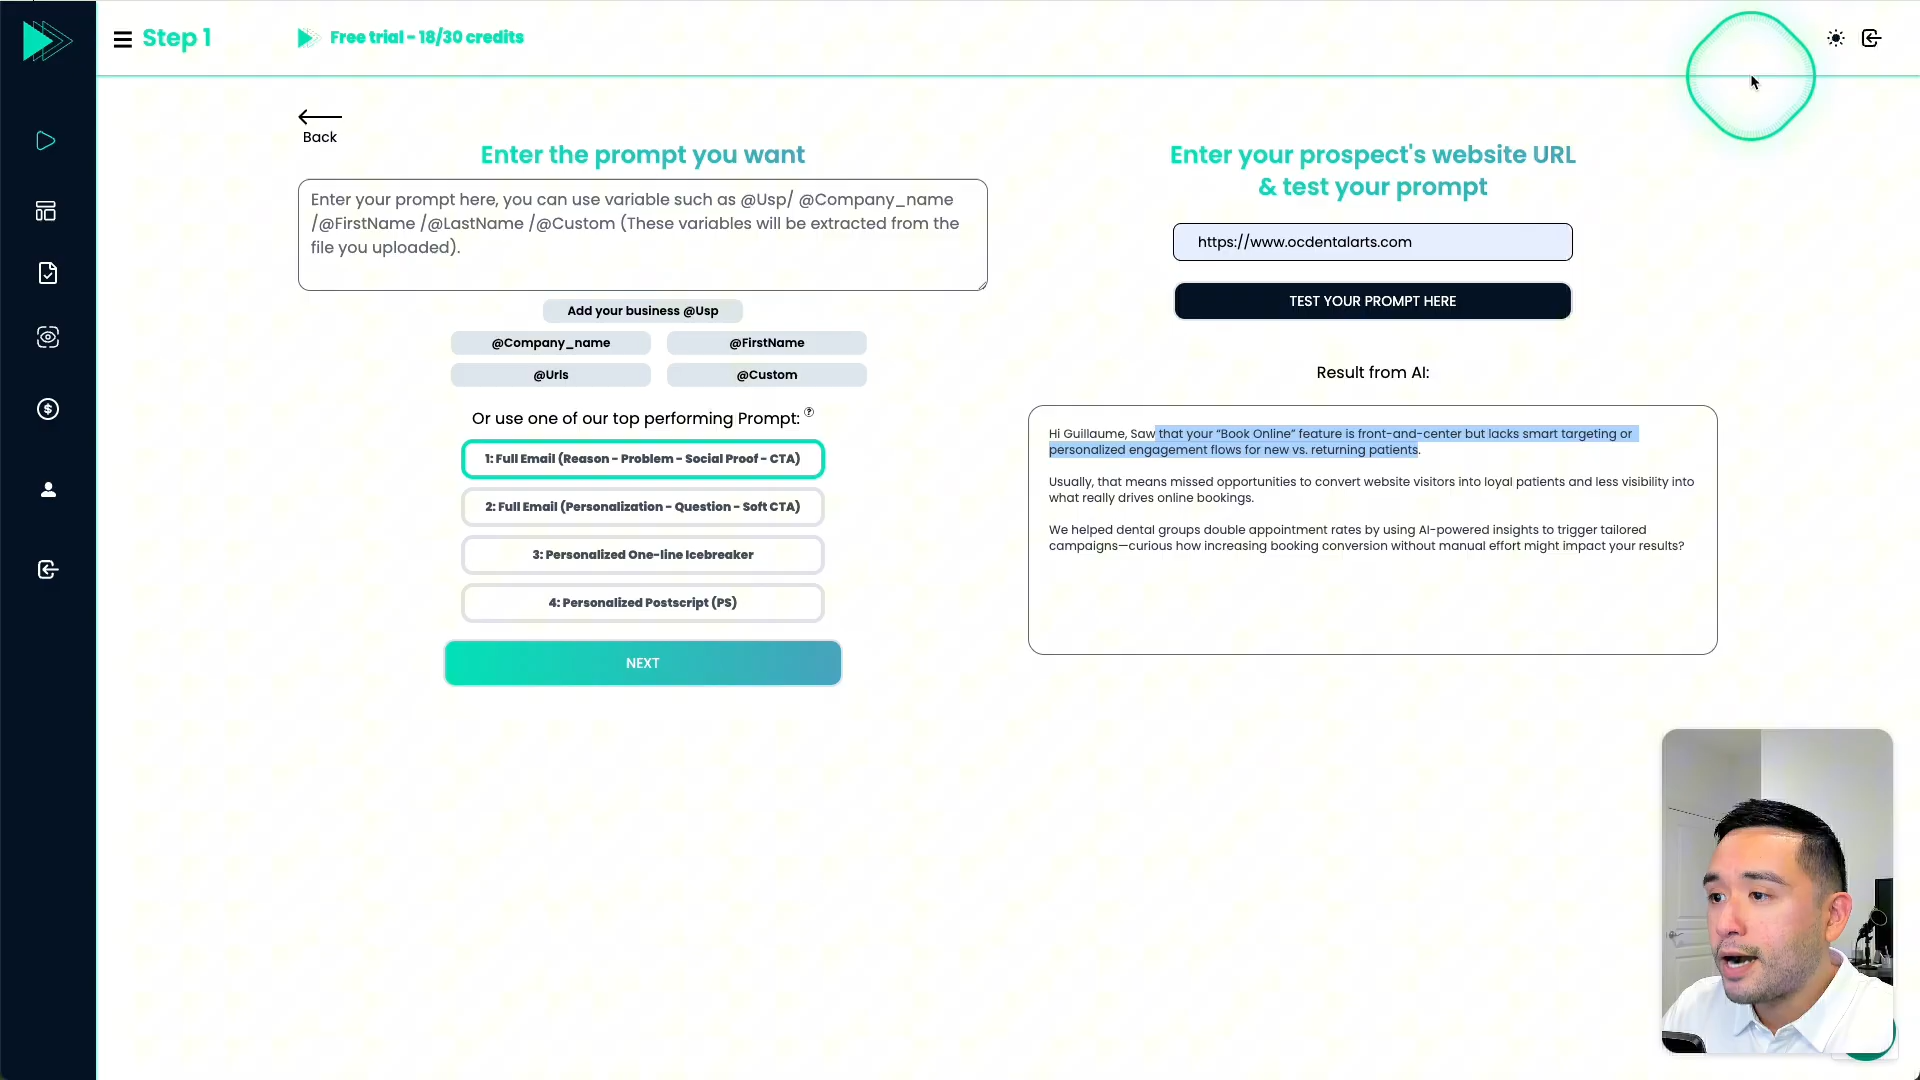 Step 1
Free trial - 18/30 credits
Back
Enter the prompt you want
Enter your prompt here, you can use variable such as @Usp/ @Company_name
/@FirstName /@LastName /@Custom (These variables will be extracted from the
file you uploaded).
Add your business @Usp
@Company_name
@FirstName
@Urls
@Custom
Or use one of our top performing Prompt: ?
1: Full Email (Reason - Problem - Social Proof - CTA)
2: Full Email (Personalization - Question - Soft CTA)
3: Personalized One-line Icebreaker
4: Personalized Postscript (PS)
NEXT
Enter your prospect's website URL
& test your prompt
https://www.ocdentalarts.com
TEST YOUR PROMPT HERE
Result from AI:
Hi Guillaume, Saw that your “Book Online” feature is front-and-center but lacks smart targeting or
personalized engagement flows for new vs. returning patients.
Usually, that means missed opportunities to convert website visitors into loyal patients and less visibility into
what really drives online bookings.
We helped dental groups double appointment rates by using AI-powered insights to trigger tailored
campaigns—curious how increasing booking conversion without manual effort might impact your results?